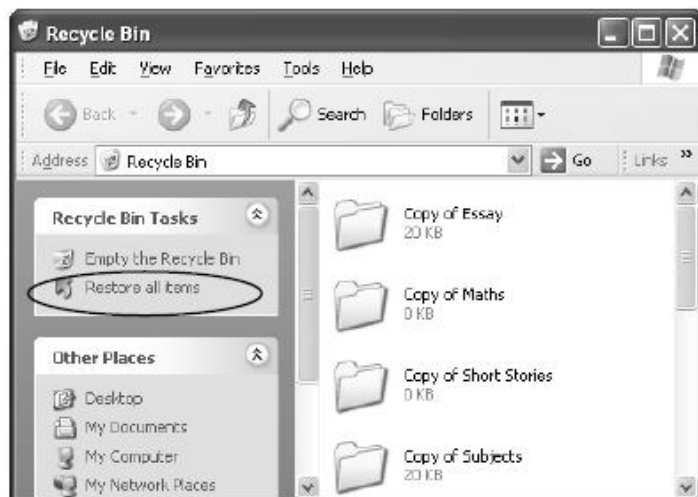 Recycle Bin
File Edit View Favorites Tools Help
Back Search Folders
Address Recycle Bin Go Links »
Recycle Bin Tasks
Empty the Recycle Bin
Restore all items
Other Places
Desktop
My Documents
My Computer
My Network Places
Copy of Essay
20 KB
Copy of Maths
0 KB
Copy of Short Stories
0 KB
Copy of Subjects
20 KB